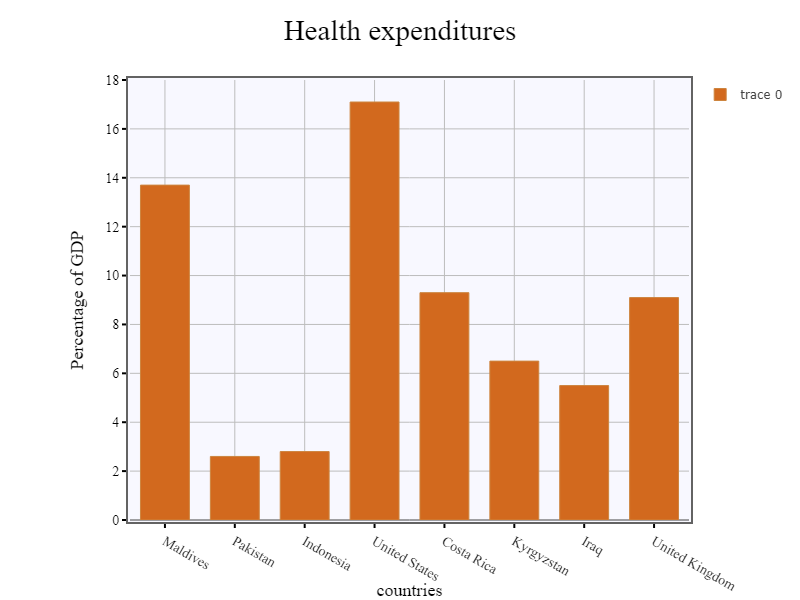 Health expenditures
trace 0
Percentage of GDP
18
16
14
12
10
8
6
4
2
0
Maldives
Pakistan
Indonesia
United States
Costa Rica
Kyrgyzstan
Iraq
United Kingdom
countries